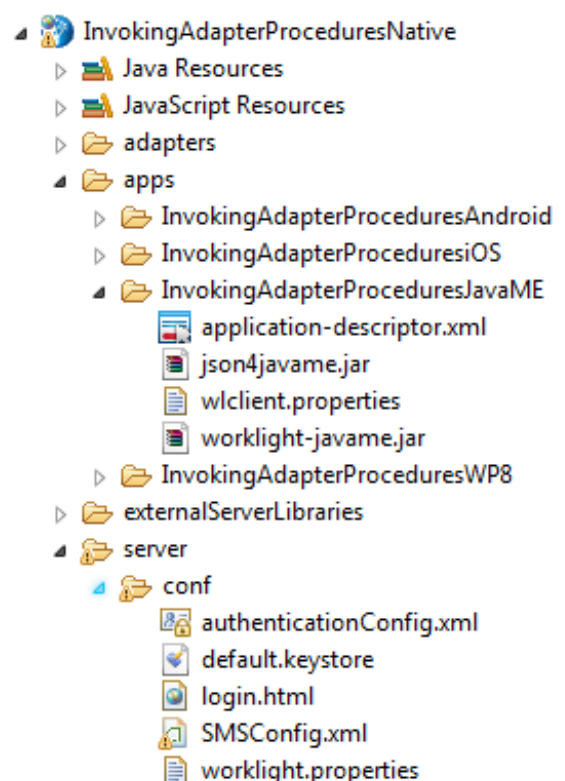 InvokingAdapterProceduresNative
Java Resources
JavaScript Resources
adapters
apps
InvokingAdapterProceduresAndroid
InvokingAdapterProceduresiOS
InvokingAdapterProceduresJavaME
application-descriptor.xml
json4javame.jar
wlclient.properties
worklight-javame.jar
InvokingAdapterProceduresWP8
externalServerLibraries
server
conf
authenticationConfig.xml
default.keystore
login.html
SMSConfig.xml
worklight.properties